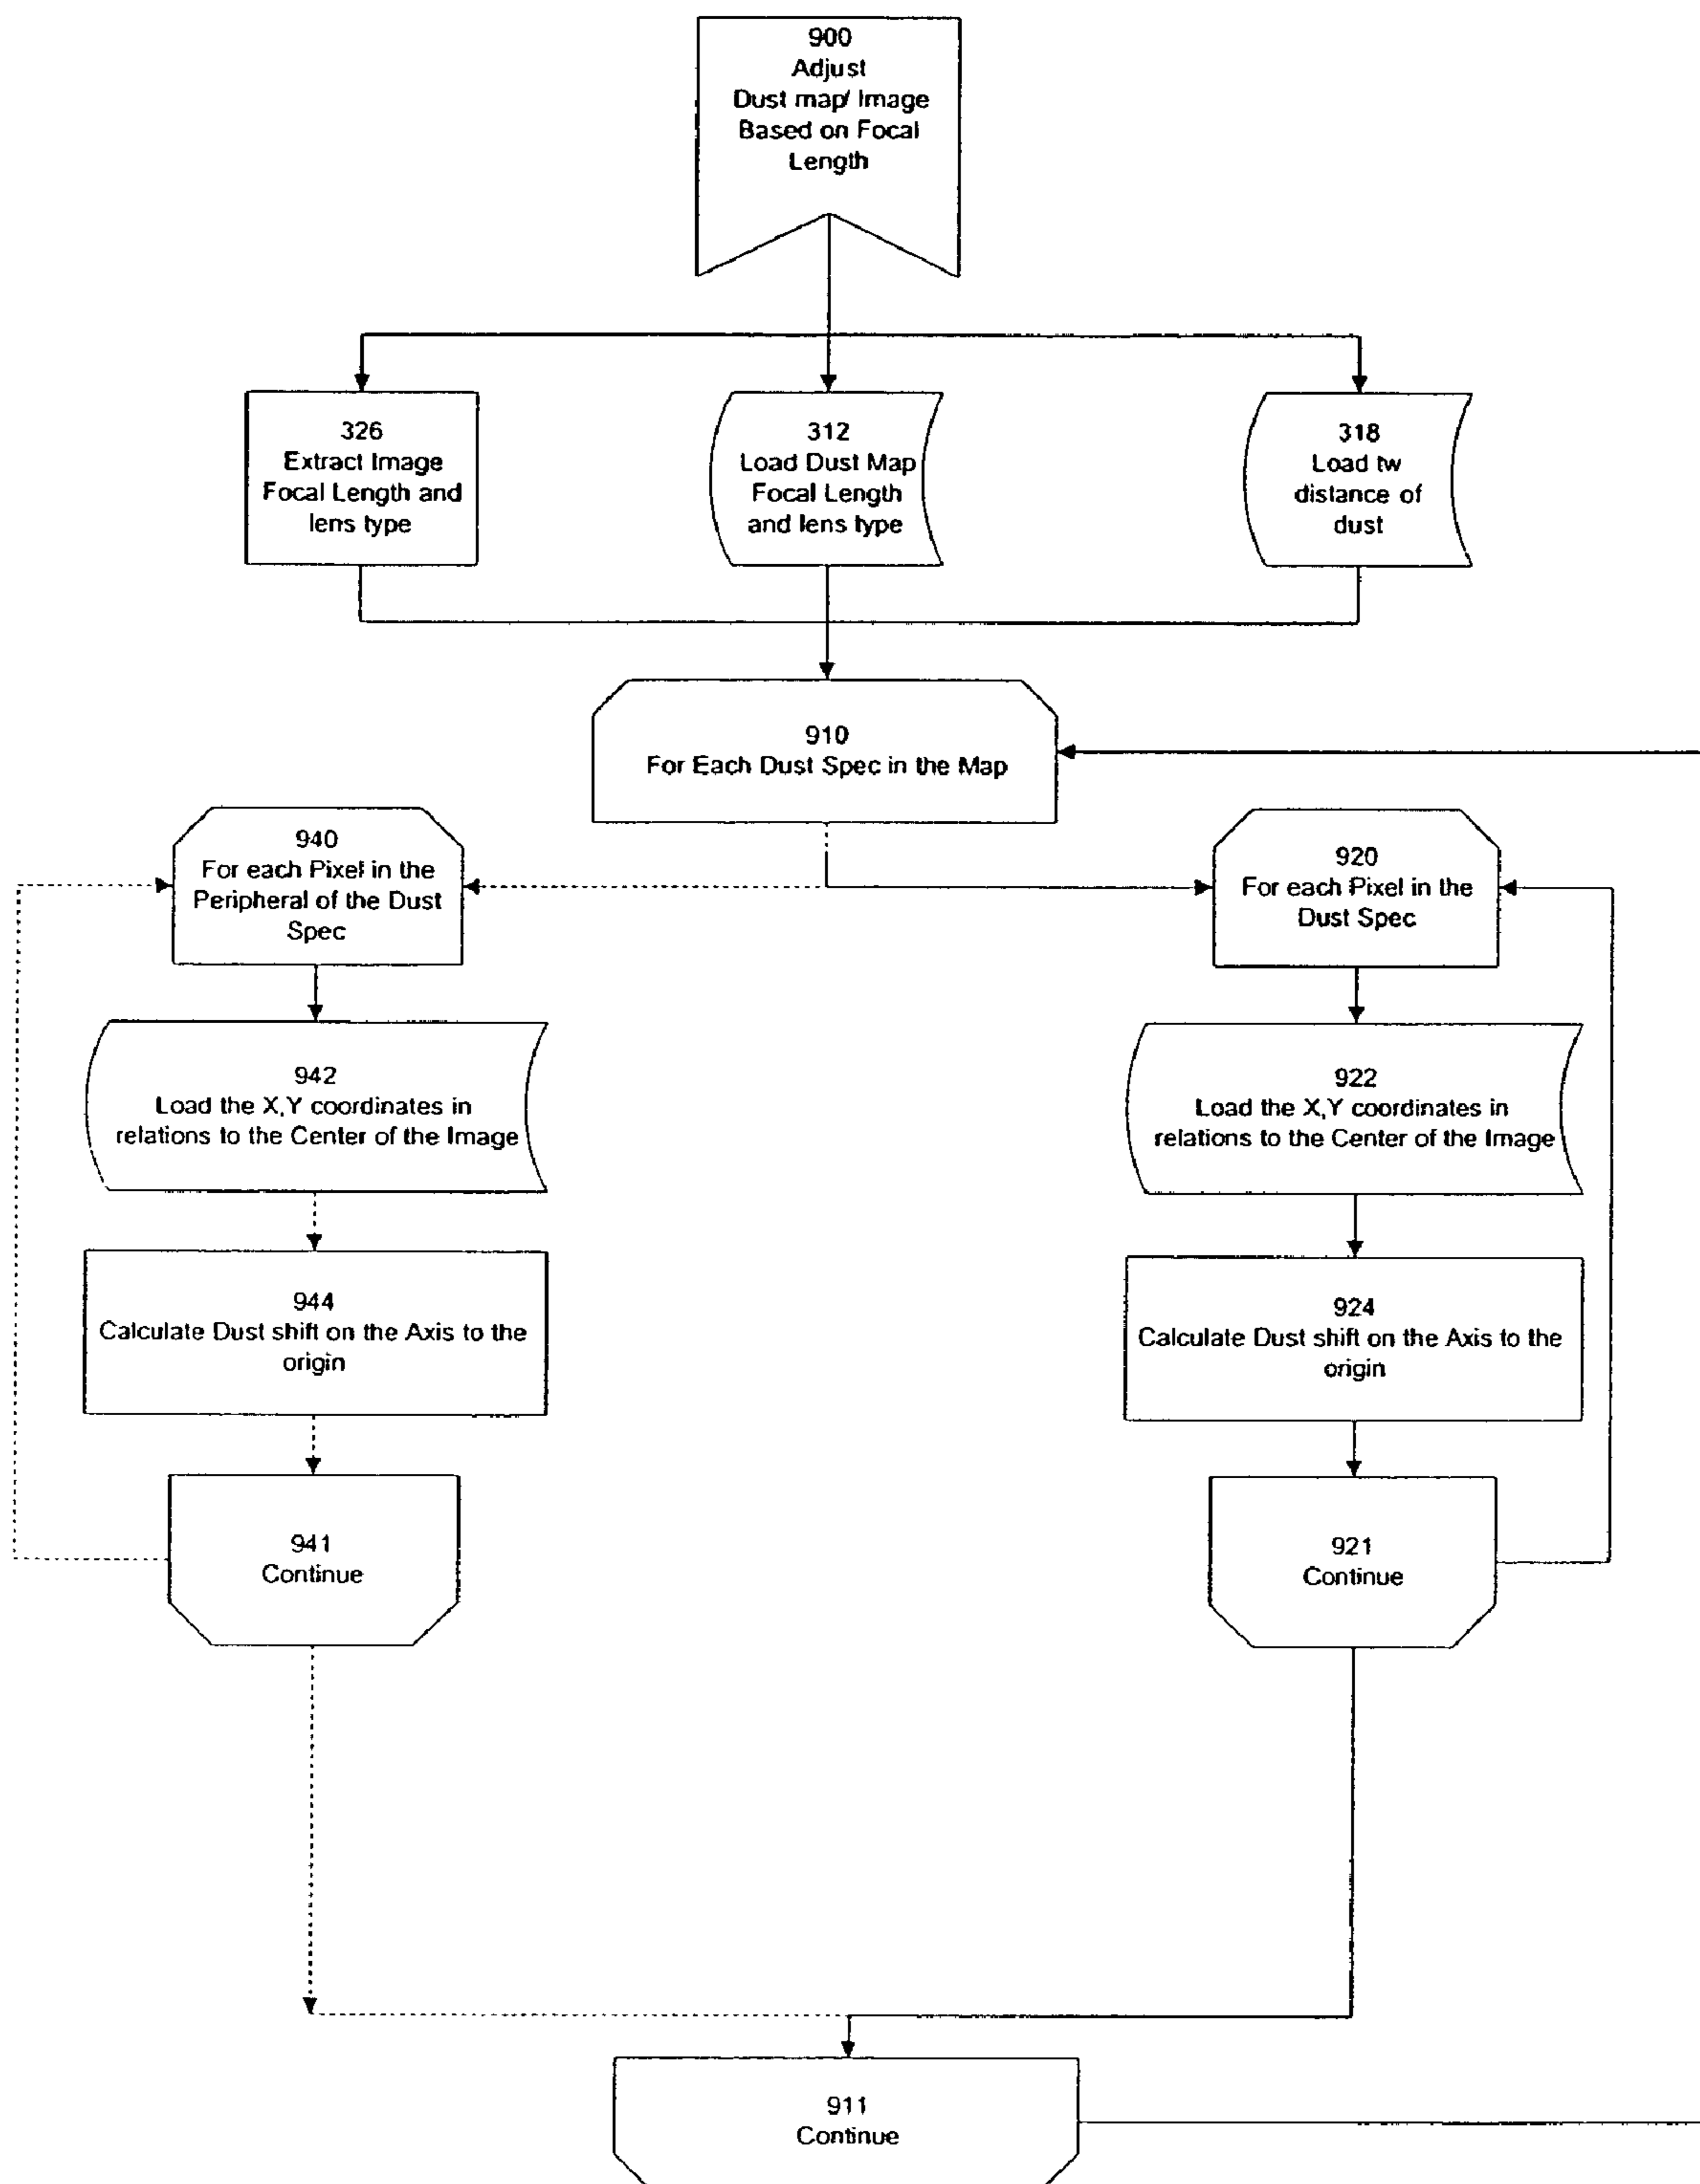 900
Adjust
Dust map/ Image
Based on Focal
Length
326
Extract Image
Focal Length and
lens type
312
Load Dust Map
Focal Length
and lens type
318
Load tw
distance of
dust
910
For Each Dust Spec in the Map
940
For each Pixel in the
Peripheral of the Dust
Spec
920
For each Pixel in the
Dust Spec
942
Load the X,Y coordinates in
relations to the Center of the Image
922
Load the X,Y coordinates in
relations to the Center of the Image
944
Calculate Dust shift on the Axis to the
origin
924
Calculate Dust shift on the Axis to the
origin
941
Continue
921
Continue
911
Continue